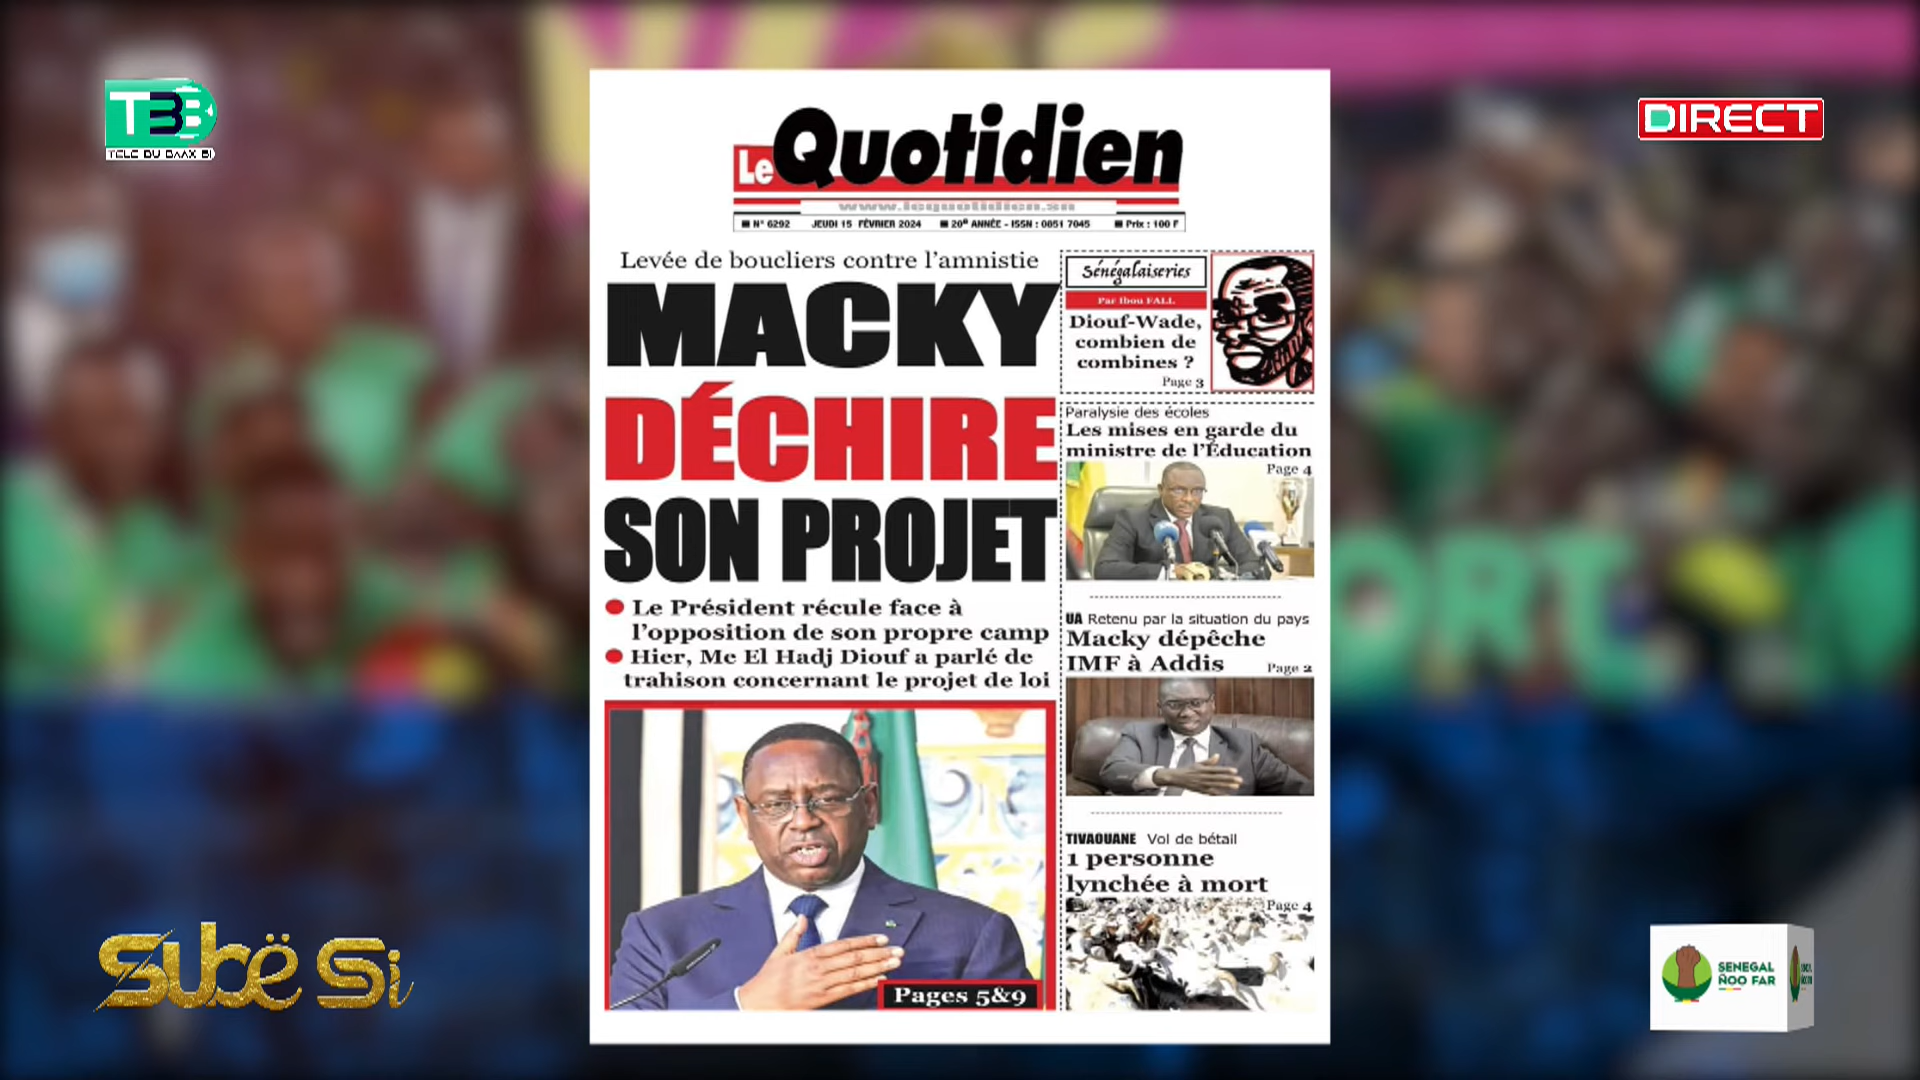 T3B
TELE DU BAAX BI
DIRECT
Le Quotidien
www.lequotidien.sn
N° 6292 JEUDI 15 FÉVRIER 2024 20e ANNÉE - ISSN : 0851 7045 Prix : 100 F
Levée de boucliers contre l'amnistie
MACKY
DÉCHIRE
SON PROJET
Le Président récule face à
l'opposition de son propre camp
Hier, Me El Hadj Diouf a parlé de
trahison concernant le projet de loi
Pages 5&9
Sénégalaiseries
Par Ibou FALL
Diouf-Wade,
combien de
combines ?
Page 3
Paralysie des écoles
Les mises en garde du
ministre de l'Éducation
Page 4
UA Retenu par la situation du pays
Macky dépêche
IMF à Addis Page 2
TIVAOUANE Vol de bétail
1 personne
lynchée à mort
Page 4
Subë Si
SENEGAL
ÑOO FAR